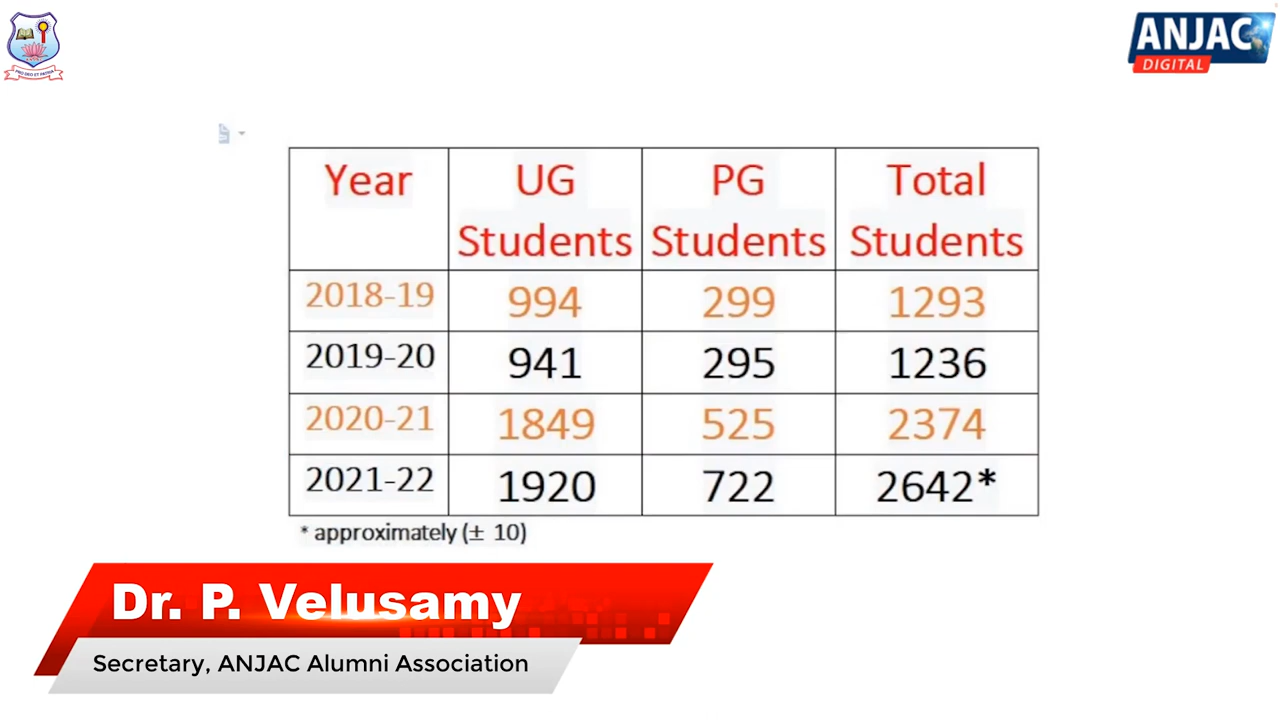 ANJAC
DIGITAL
Year UG Students PG Students Total Students
2018-19 994 299 1293
2019-20 941 295 1236
2020-21 1849 525 2374
2021-22 1920 722 2642*
* approximately (± 10)
Dr. P. Velusamy
Secretary, ANJAC Alumni Association